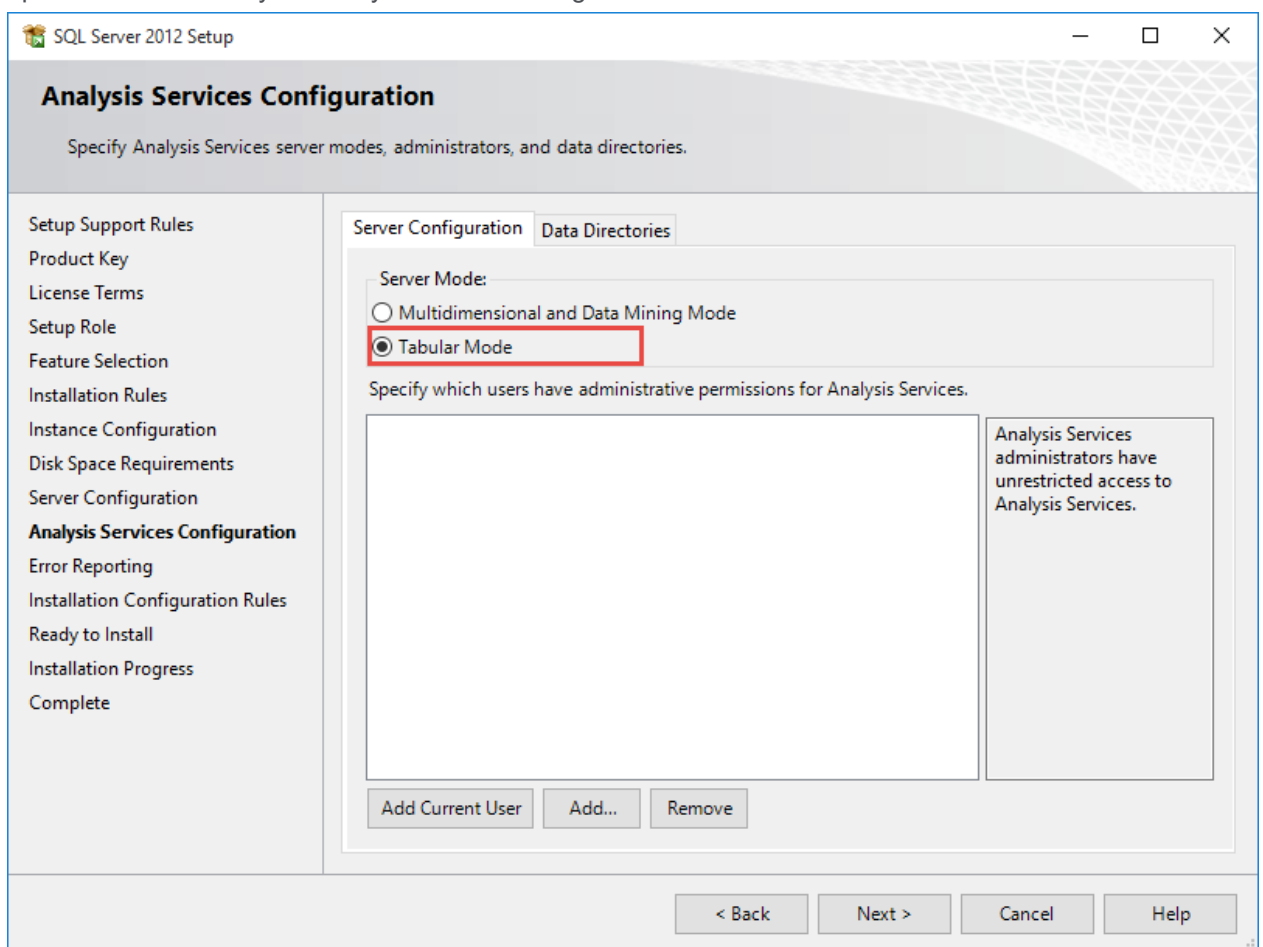 SQL Server 2012 Setup
Analysis Services Configuration
Specify Analysis Services server modes, administrators, and data directories.
Setup Support Rules
Product Key
License Terms
Setup Role
Feature Selection
Installation Rules
Instance Configuration
Disk Space Requirements
Server Configuration
Analysis Services Configuration
Error Reporting
Installation Configuration Rules
Ready to Install
Installation Progress
Complete
Server Configuration
Data Directories
Server Mode:
Multidimensional and Data Mining Mode
Tabular Mode
Specify which users have administrative permissions for Analysis Services.
Analysis Services
administrators have
unrestricted access to
Analysis Services.
Add Current User
Add...
Remove
< Back
Next >
Cancel
Help